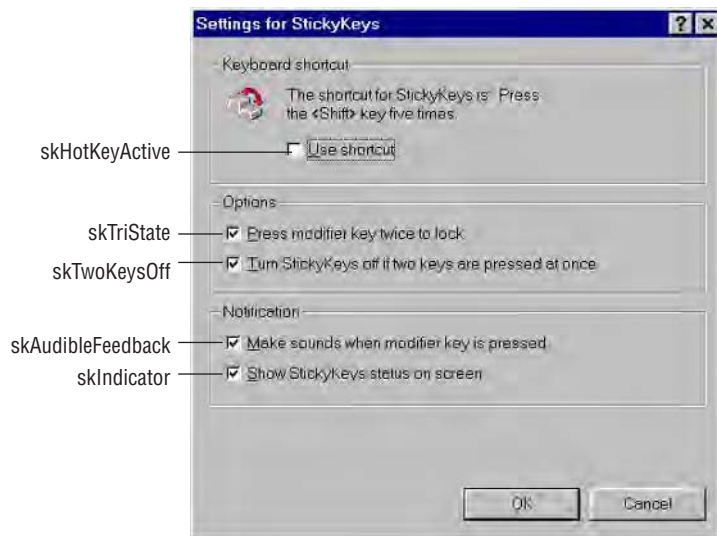 Settings for StickyKeys
Keyboard shortcut
The shortcut for StickyKeys is: Press
the <Shift> key five times.
skHotKeyActive
Use shortcut
Options
skTriState
Press modifier key twice to lock
skTwoKeysOff
Turn StickyKeys off if two keys are pressed at once
Notification
skAudibleFeedback
Make sounds when modifier key is pressed
skIndicator
Show StickyKeys status on screen
OK
Cancel